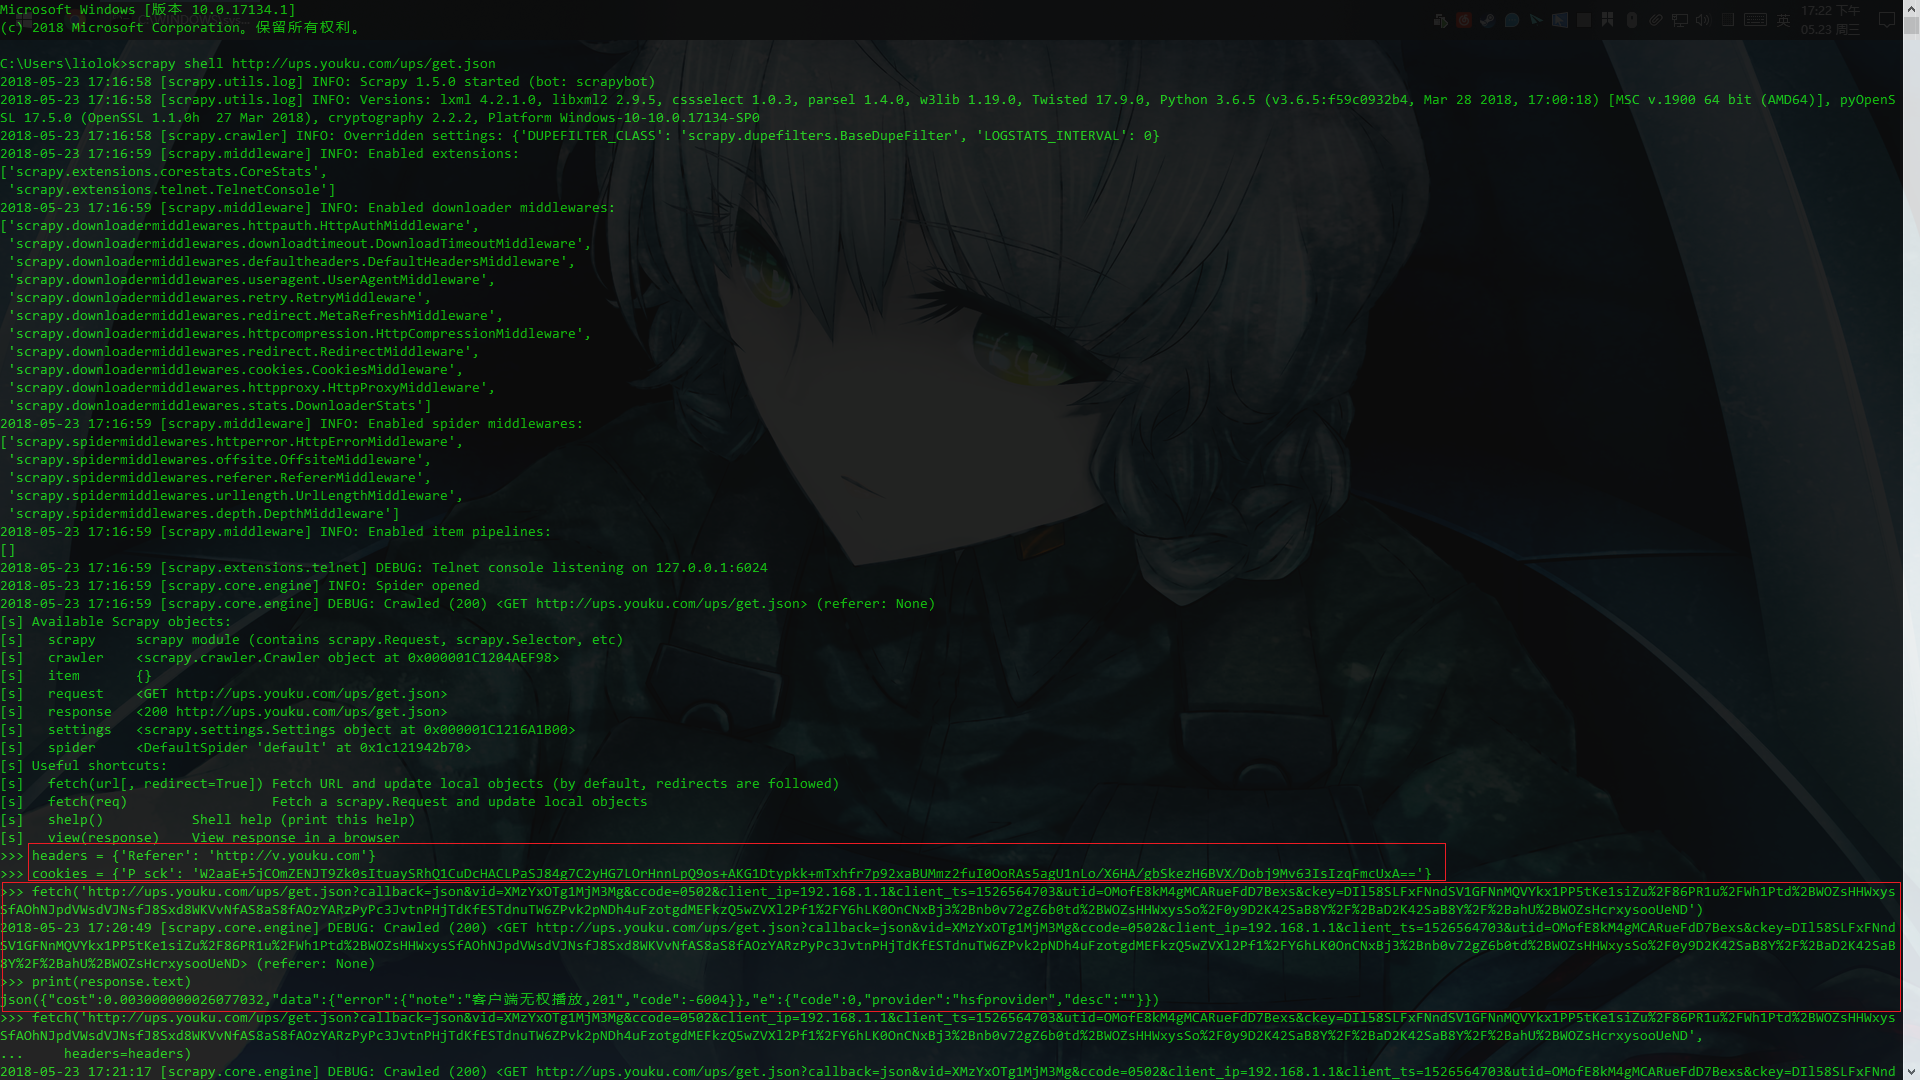 Microsoft Windows [版本 10.0.17134.1]
(c) 2018 Microsoft Corporation。保留所有权利。
17:22 下午
英
05.23 周三
C:\Users\liolok>scrapy shell http://ups.youku.com/ups/get.json
2018-05-23 17:16:58 [scrapy.utils.log] INFO: Scrapy 1.5.0 started (bot: scrapybot)
2018-05-23 17:16:58 [scrapy.utils.log] INFO: Versions: lxml 4.2.1.0, libxml2 2.9.5, cssselect 1.0.3, parsel 1.4.0, w3lib 1.19.0, Twisted 17.9.0, Python 3.6.5 (v3.6.5:f59c0932b4, Mar 28 2018, 17:00:18) [MSC v.1900 64 bit (AMD64)], pyOpenS
SL 17.5.0 (OpenSSL 1.1.0h  27 Mar 2018), cryptography 2.2.2, Platform Windows-10-10.0.17134-SP0
2018-05-23 17:16:58 [scrapy.crawler] INFO: Overridden settings: {'DUPEFILTER_CLASS': 'scrapy.dupefilters.BaseDupeFilter', 'LOGSTATS_INTERVAL': 0}
2018-05-23 17:16:59 [scrapy.middleware] INFO: Enabled extensions:
['scrapy.extensions.corestats.CoreStats',
 'scrapy.extensions.telnet.TelnetConsole']
2018-05-23 17:16:59 [scrapy.middleware] INFO: Enabled downloader middlewares:
['scrapy.downloadermiddlewares.httpauth.HttpAuthMiddleware',
 'scrapy.downloadermiddlewares.downloadtimeout.DownloadTimeoutMiddleware',
 'scrapy.downloadermiddlewares.defaultheaders.DefaultHeadersMiddleware',
 'scrapy.downloadermiddlewares.useragent.UserAgentMiddleware',
 'scrapy.downloadermiddlewares.retry.RetryMiddleware',
 'scrapy.downloadermiddlewares.redirect.MetaRefreshMiddleware',
 'scrapy.downloadermiddlewares.httpcompression.HttpCompressionMiddleware',
 'scrapy.downloadermiddlewares.redirect.RedirectMiddleware',
 'scrapy.downloadermiddlewares.cookies.CookiesMiddleware',
 'scrapy.downloadermiddlewares.httpproxy.HttpProxyMiddleware',
 'scrapy.downloadermiddlewares.stats.DownloaderStats']
2018-05-23 17:16:59 [scrapy.middleware] INFO: Enabled spider middlewares:
['scrapy.spidermiddlewares.httperror.HttpErrorMiddleware',
 'scrapy.spidermiddlewares.offsite.OffsiteMiddleware',
 'scrapy.spidermiddlewares.referer.RefererMiddleware',
 'scrapy.spidermiddlewares.urllength.UrlLengthMiddleware',
 'scrapy.spidermiddlewares.depth.DepthMiddleware']
2018-05-23 17:16:59 [scrapy.middleware] INFO: Enabled item pipelines:
[]
2018-05-23 17:16:59 [scrapy.extensions.telnet] DEBUG: Telnet console listening on 127.0.0.1:6024
2018-05-23 17:16:59 [scrapy.core.engine] INFO: Spider opened
2018-05-23 17:16:59 [scrapy.core.engine] DEBUG: Crawled (200) <GET http://ups.youku.com/ups/get.json> (referer: None)
[s] Available Scrapy objects:
[s]   scrapy     scrapy module (contains scrapy.Request, scrapy.Selector, etc)
[s]   crawler    <scrapy.crawler.Crawler object at 0x000001C1204AEF98>
[s]   item       {}
[s]   request    <GET http://ups.youku.com/ups/get.json>
[s]   response   <200 http://ups.youku.com/ups/get.json>
[s]   settings   <scrapy.settings.Settings object at 0x000001C1216A1B00>
[s]   spider     <DefaultSpider 'default' at 0x1c121942b70>
[s] Useful shortcuts:
[s]   fetch(url[, redirect=True]) Fetch URL and update local objects (by default, redirects are followed)
[s]   fetch(req)                  Fetch a scrapy.Request and update local objects
[s]   shelp()           Shell help (print this help)
[s]   view(response)    View response in a browser
>>> headers = {'Referer': 'http://v.youku.com'}
>>> cookies = {'P_sck': 'W2aaE+5jCOmZENJT9Zk0sItuaySRhQ1CuDcHACLPaSJ84g7C2yHG7LOrHnnLpQ9os+AKG1Dtypkk+mTxhfr7p92xaBUMmz2fuI0OoRAs5agU1nLo/X6HA/gbSkezH6BVX/Dobj9Mv63IsIzqFmcUxA=='}
>>> fetch('http://ups.youku.com/ups/get.json?callback=json&vid=XMzYxOTg1MjM3Mg&ccode=0502&client_ip=192.168.1.1&client_ts=1526564703&utid=OMofE8kM4gMCARueFdD7Bexs&ckey=DIl58SLFxFNndSV1GFNnMQVYkx1PP5tKe1siZu%2F86PR1u%2FWh1Ptd%2BWOZsHHWxys
SfAOhNJpdVWsdVJNsfJ8Sxd8WKVvNfAS8aS8fAOzYARzPyPc3JvtnPHjTdKfESTdnuTW6ZPvk2pNDh4uFzotgdMEFkzQ5wZVXl2Pf1%2FY6hLK0OnCNxBj3%2Bnb0v72gZ6b0td%2BWOZsHHWxysSo%2F0y9D2K42SaB8Y%2F%2BaD2K42SaB8Y%2F%2BahU%2BWOZsHcrxysooUeND')
2018-05-23 17:20:49 [scrapy.core.engine] DEBUG: Crawled (200) <GET http://ups.youku.com/ups/get.json?callback=json&vid=XMzYxOTg1MjM3Mg&ccode=0502&client_ip=192.168.1.1&client_ts=1526564703&utid=OMofE8kM4gMCARueFdD7Bexs&ckey=DIl58SLFxFNnd
SV1GFNnMQVYkx1PP5tKe1siZu%2F86PR1u%2FWh1Ptd%2BWOZsHHWxysSfAOhNJpdVWsdVJNsfJ8Sxd8WKVvNfAS8aS8fAOzYARzPyPc3JvtnPHjTdKfESTdnuTW6ZPvk2pNDh4uFzotgdMEFkzQ5wZVXl2Pf1%2FY6hLK0OnCNxBj3%2Bnb0v72gZ6b0td%2BWOZsHHWxysSo%2F0y9D2K42SaB8Y%2F%2BaD2K42SaB
8Y%2F%2BahU%2BWOZsHcrxysooUeND> (referer: None)
>>> print(response.text)
json({"cost":0.003000000026077032,"data":{"error":{"note":"客户端无权播放,201","code":-6004}},"e":{"code":0,"provider":"hsfprovider","desc":""}})
>>> fetch('http://ups.youku.com/ups/get.json?callback=json&vid=XMzYxOTg1MjM3Mg&ccode=0502&client_ip=192.168.1.1&client_ts=1526564703&utid=OMofE8kM4gMCARueFdD7Bexs&ckey=DIl58SLFxFNndSV1GFNnMQVYkx1PP5tKe1siZu%2F86PR1u%2FWh1Ptd%2BWOZsHHWxys
SfAOhNJpdVWsdVJNsfJ8Sxd8WKVvNfAS8aS8fAOzYARzPyPc3JvtnPHjTdKfESTdnuTW6ZPvk2pNDh4uFzotgdMEFkzQ5wZVXl2Pf1%2FY6hLK0OnCNxBj3%2Bnb0v72gZ6b0td%2BWOZsHHWxysSo%2F0y9D2K42SaB8Y%2F%2BaD2K42SaB8Y%2F%2BahU%2BWOZsHcrxysooUeND',
...     headers=headers)
2018-05-23 17:21:17 [scrapy.core.engine] DEBUG: Crawled (200) <GET http://ups.youku.com/ups/get.json?callback=json&vid=XMzYxOTg1MjM3Mg&ccode=0502&client_ip=192.168.1.1&client_ts=1526564703&utid=OMofE8kM4gMCARueFdD7Bexs&ckey=DIl58SLFxFNnd